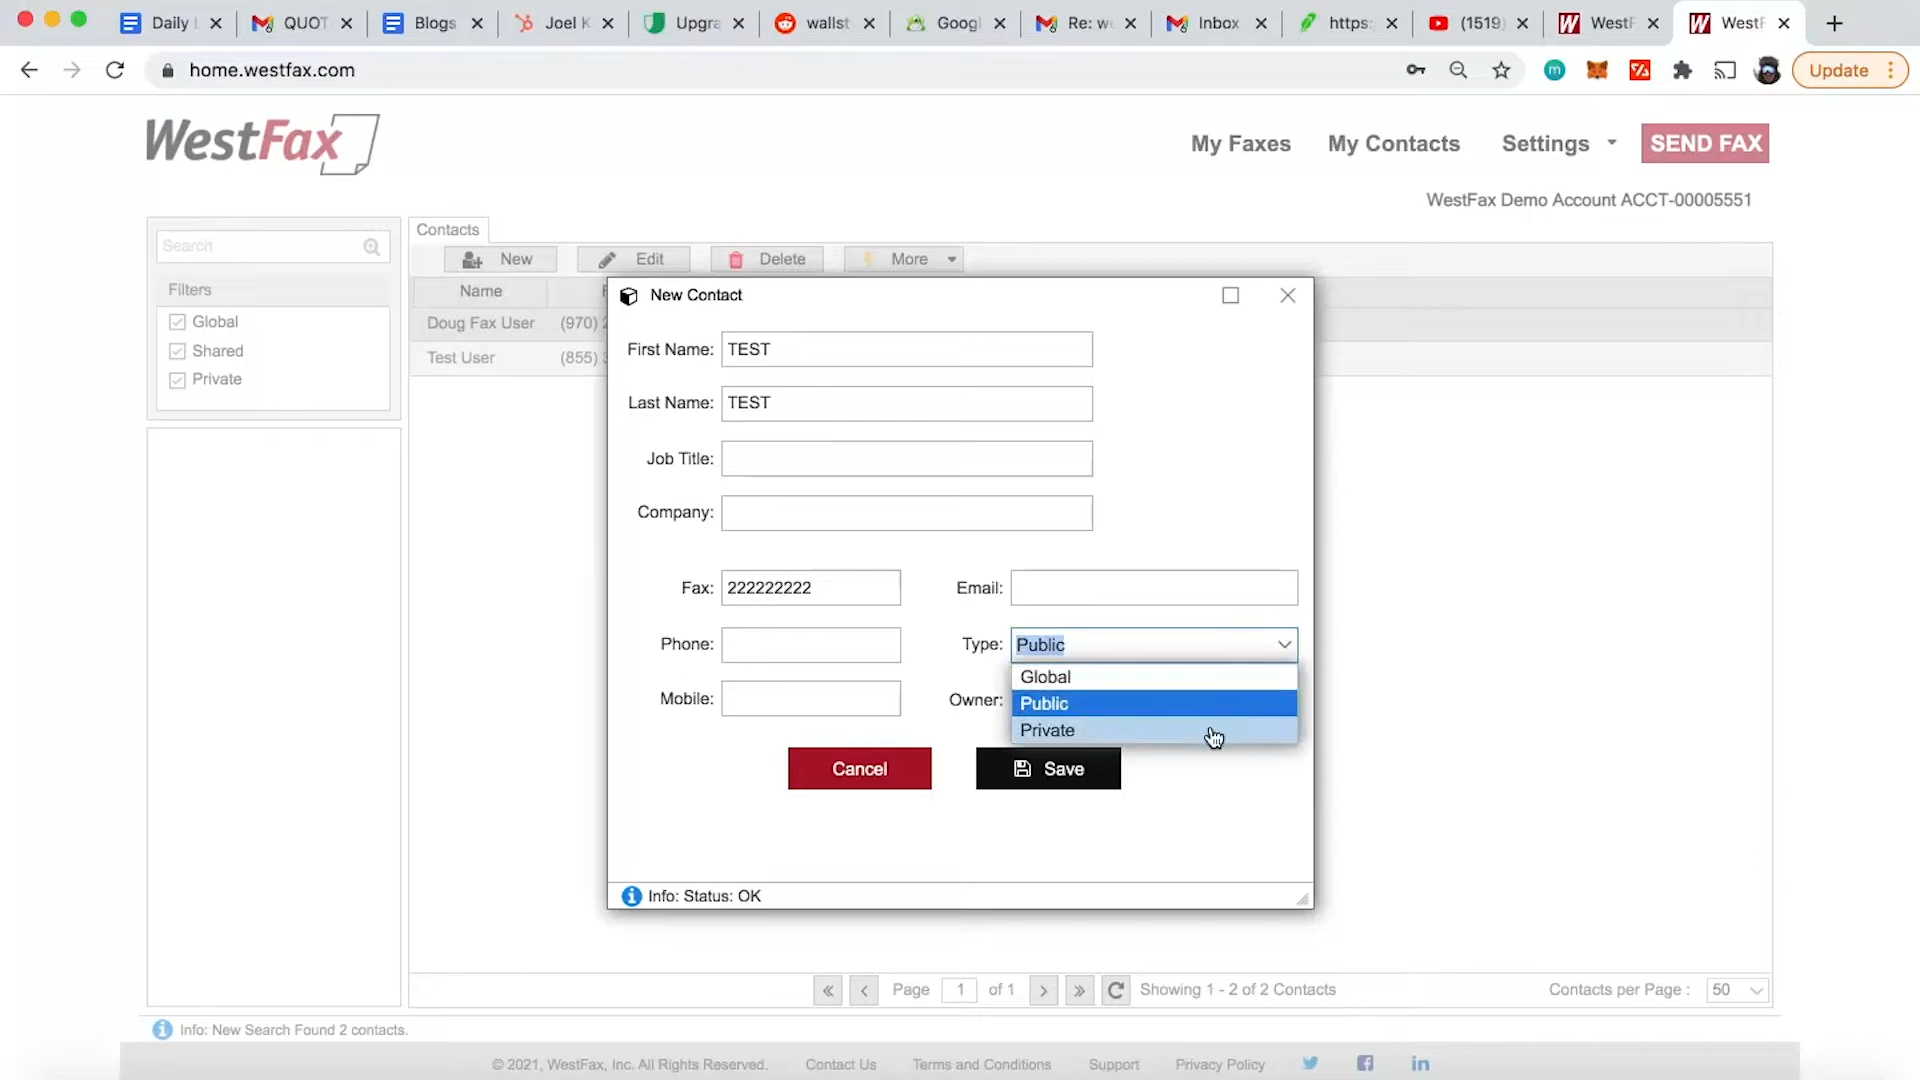 Daily L
QUOT
Blogs
Joel K
Upgra
wallst
Googl
Re: w
Inbox
https:
(1519)
WestF
WestF
home.westfax.com
Update
WestFax
My Faxes
My Contacts
Settings
SEND FAX
WestFax Demo Account ACCT-00005551
Search
Contacts
New
Edit
Delete
More
Filters
Name
Global
Shared
Private
Doug Fax User
(970) 2
Test User
(855) 3
New Contact
First Name: TEST
Last Name: TEST
Job Title:
Company:
Fax: 222222222
Email:
Phone:
Type: Public
Global
Public
Private
Mobile:
Owner:
Cancel
Save
Info: Status: OK
Page 1 of 1
Showing 1 - 2 of 2 Contacts
Contacts per Page : 50
Info: New Search Found 2 contacts.
© 2021, WestFax, Inc. All Rights Reserved.
Contact Us
Terms and Conditions
Support
Privacy Policy